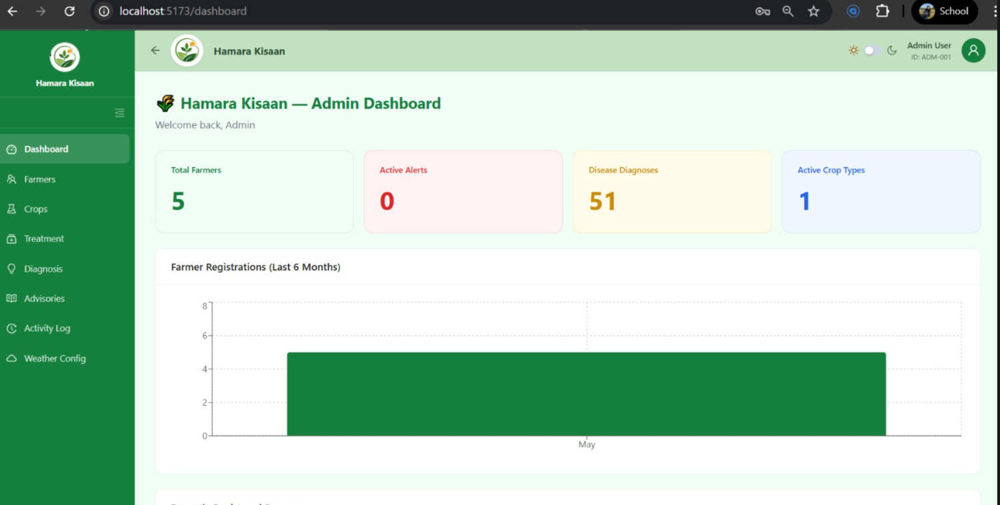 localhost:5173/dashboard
School
Hamara Kisaan
Hamara Kisaan
Admin User
ID: ADM-001
Dashboard
Farmers
Crops
Treatment
Diagnosis
Advisories
Activity Log
Weather Config
Hamara Kisaan — Admin Dashboard
Welcome back, Admin
Total Farmers
5
Active Alerts
0
Disease Diagnoses
51
Active Crop Types
1
Farmer Registrations (Last 6 Months)
8
6
4
2
0
May